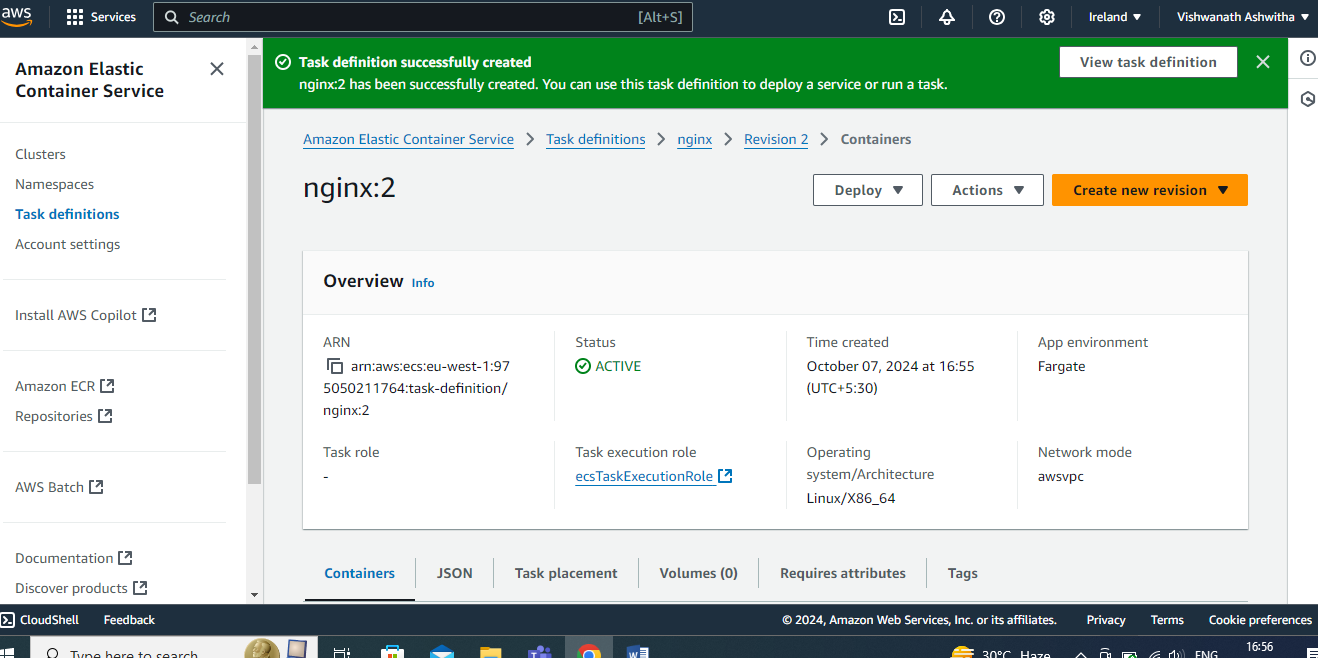 aws
Services
Search
[Alt+S]
Ireland
Vishwanath Ashwitha
Amazon Elastic
Container Service
Clusters
Namespaces
Task definitions
Account settings
Install AWS Copilot
Amazon ECR
Repositories
AWS Batch
Documentation
Discover products
Task definition successfully created
nginx:2 has been successfully created. You can use this task definition to deploy a service or run a task.
View task definition
Amazon Elastic Container Service
Task definitions
nginx
Revision 2
Containers
nginx:2
Deploy
Actions
Create new revision
Overview Info
ARN
arn:aws:ecs:eu-west-1:97
5050211764:task-definition/
nginx:2
Status
ACTIVE
Time created
October 07, 2024 at 16:55
(UTC+5:30)
App environment
Fargate
Task role
-
Task execution role
ecsTaskExecutionRole
Operating
system/Architecture
Linux/X86_64
Network mode
awsvpc
Containers
JSON
Task placement
Volumes (0)
Requires attributes
Tags
CloudShell
Feedback
© 2024, Amazon Web Services, Inc. or its affiliates.
Privacy
Terms
Cookie preferences
Type here to search
30°C Haze
ENG
16:56